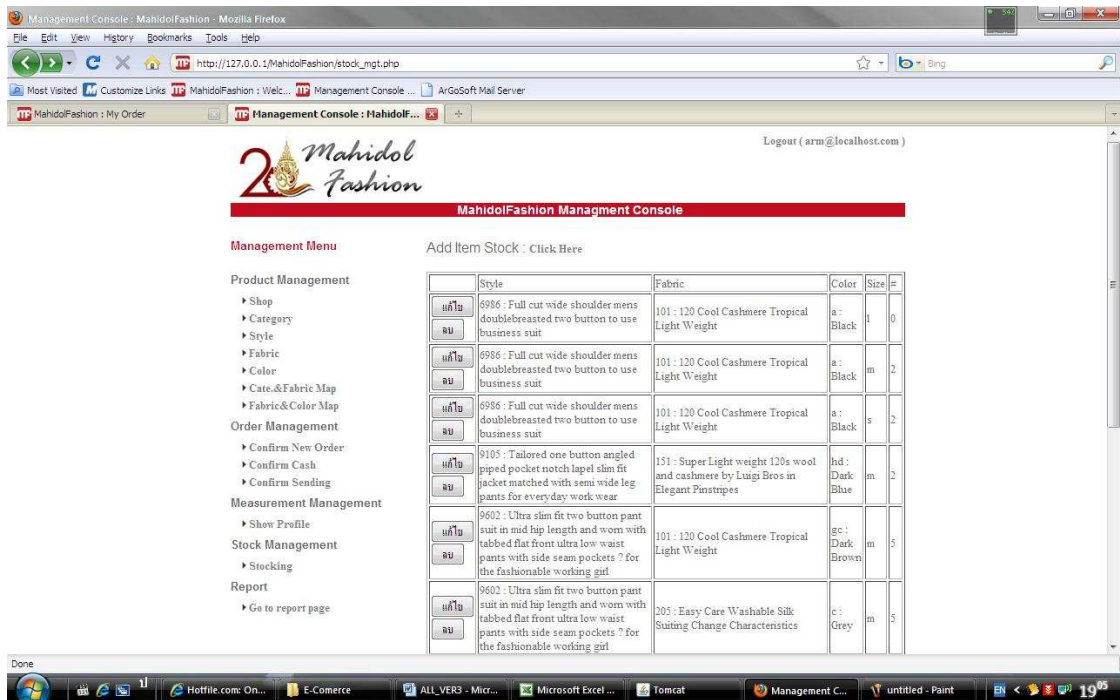 Management Console : MahidolFashion - Mozilla Firefox
34%
File Edit View History Bookmarks Tools Help
http://127.0.0.1/MahidolFashion/stock_mgt.php
Bing
Most Visited Customize Links MahidolFashion : Welc... Management Console ... ArGoSoft Mail Server
MahidolFashion : My Order
Management Console : MahidolF...
20 Mahidol Fashion
Logout ( arm@localhost.com )
MahidolFashion Managment Console
Management Menu
Product Management
Shop
Category
Style
Fabric
Color
Cate.&Fabric Map
Fabric&Color Map
Order Management
Confirm New Order
Confirm Cash
Confirm Sending
Measurement Management
Show Profile
Stock Management
Stocking
Report
Go to report page
Add Item Stock : Click Here
Style Fabric Color Size #
แก้ไข
ลบ
6986 : Full cut wide shoulder mens
doublebreasted two button to use
business suit
101 : 120 Cool Cashmere Tropical
Light Weight
a :
Black
l
0
แก้ไข
ลบ
6986 : Full cut wide shoulder mens
doublebreasted two button to use
business suit
101 : 120 Cool Cashmere Tropical
Light Weight
a :
Black
m
2
แก้ไข
ลบ
6986 : Full cut wide shoulder mens
doublebreasted two button to use
business suit
101 : 120 Cool Cashmere Tropical
Light Weight
a :
Black
s
2
แก้ไข
ลบ
9105 : Tailored one button angled
piped pocket notch lapel slim fit
jacket matched with semi wide leg
pants for everyday work wear
151 : Super Light weight 120s wool
and cashmere by Luigi Bros in
Elegant Pinstripes
hd :
Dark
Blue
m
2
แก้ไข
ลบ
9602 : Ultra slim fit two button pant
suit in mid hip length and worn with
tabbed flat front ultra low waist
pants with side seam pockets ? for
the fashionable working girl
101 : 120 Cool Cashmere Tropical
Light Weight
gc :
Dark
Brown
m
5
แก้ไข
ลบ
9602 : Ultra slim fit two button pant
suit in mid hip length and worn with
tabbed flat front ultra low waist
pants with side seam pockets ? for
the fashionable working girl
205 : Easy Care Washable Silk
Suiting Change Characteristics
c :
Grey
m
5
Done
Hotfile.com: On... E-Comerce ALL_VER3 - Micr... Microsoft Excel ... Tomcat Management C... untitled - Paint EN 19 05